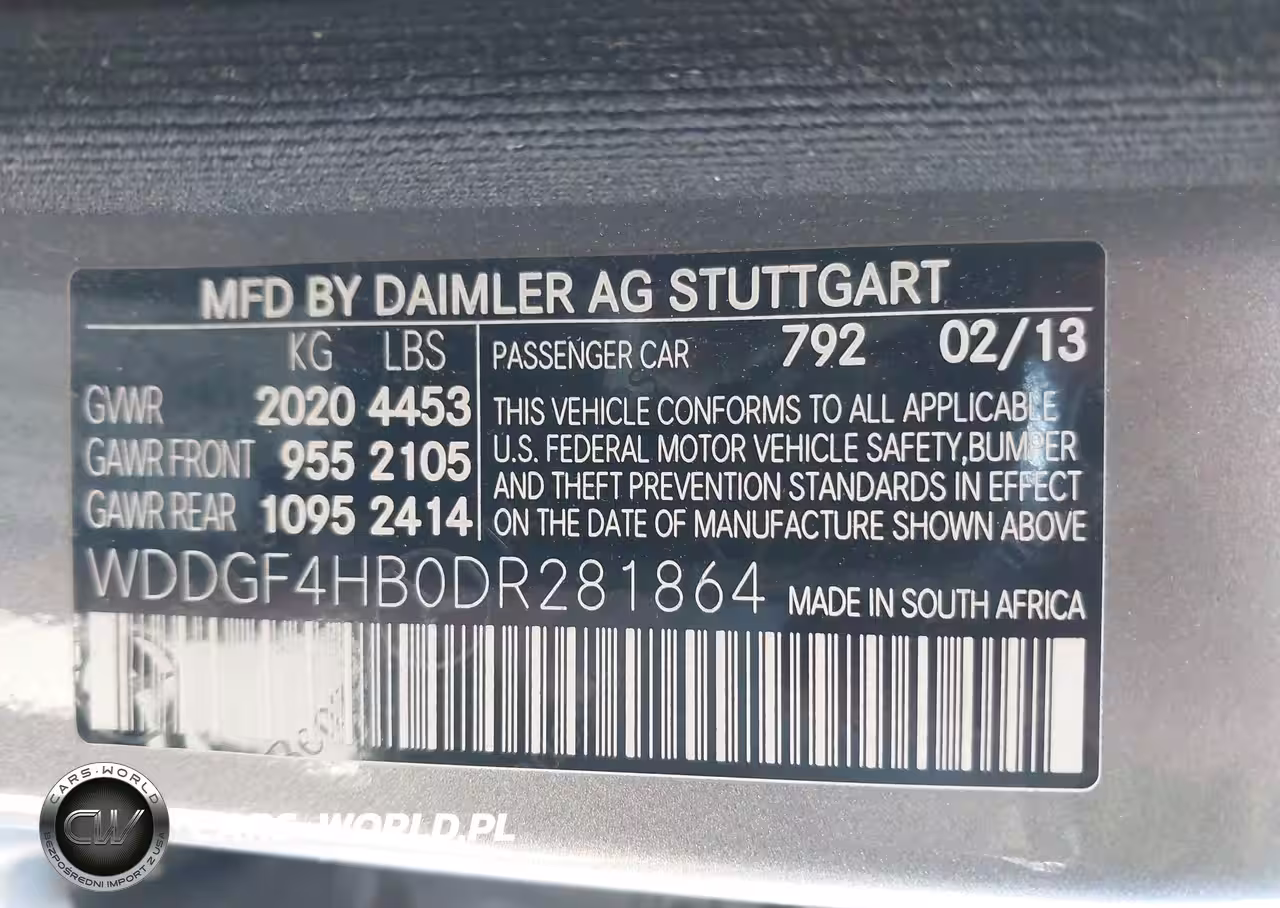 MFD BY DAIMLER AG STUTTGART
KG LBS
PASSENGER CAR 792 02/13
GVWR 2020 4453
GAWR FRONT 955 2105
GAWR REAR 1095 2414
THIS VEHICLE CONFORMS TO ALL APPLICABLE
U.S. FEDERAL MOTOR VEHICLE SAFETY,BUMPER
AND THEFT PREVENTION STANDARDS IN EFFECT
ON THE DATE OF MANUFACTURE SHOWN ABOVE
WDDGF4HB0DR281864 MADE IN SOUTH AFRICA
CARS-WORLD
CW
BEZPOŚREDNI IMPORT Z USA
CARS-WORLD.PL